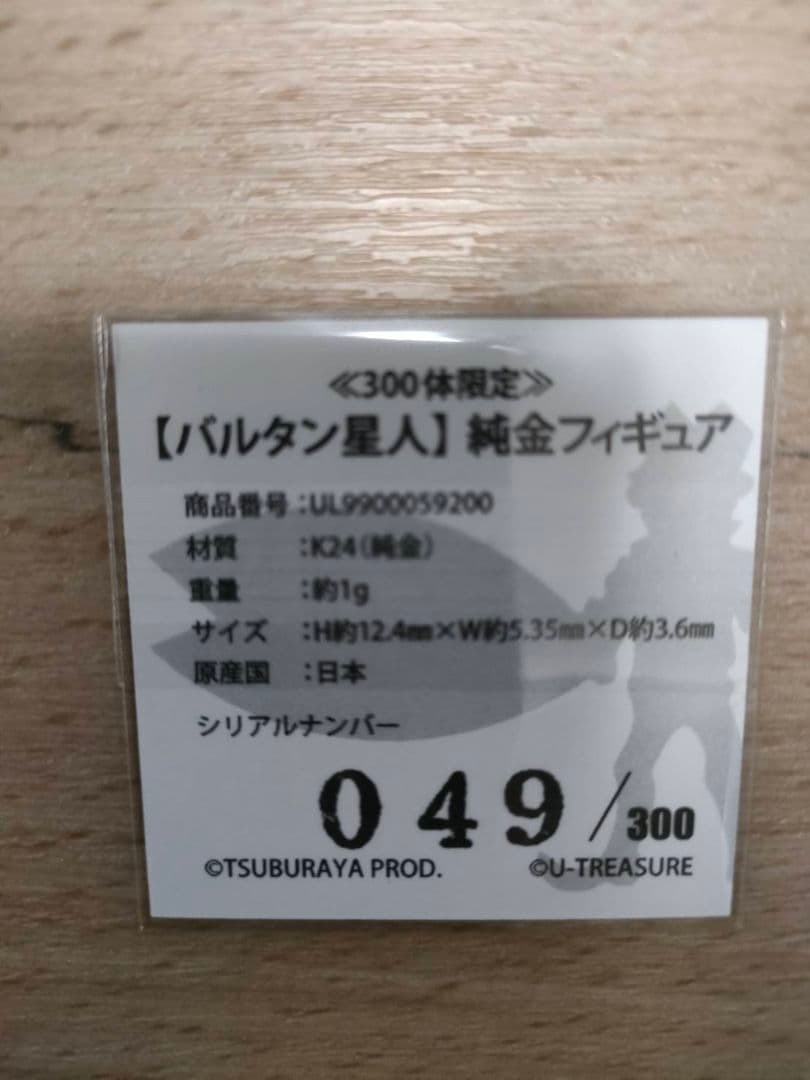 ≪300体限定≫
【バルタン星人】純金フィギュア
商品番号：UL9900059200
材質　　：K24（純金）
重量　　：約1g
サイズ　：H約12.4㎜×W約5.35㎜×D約3.6㎜
原産国　：日本
シリアルナンバー
049/300
©TSUBURAYA PROD.　©U-TREASURE